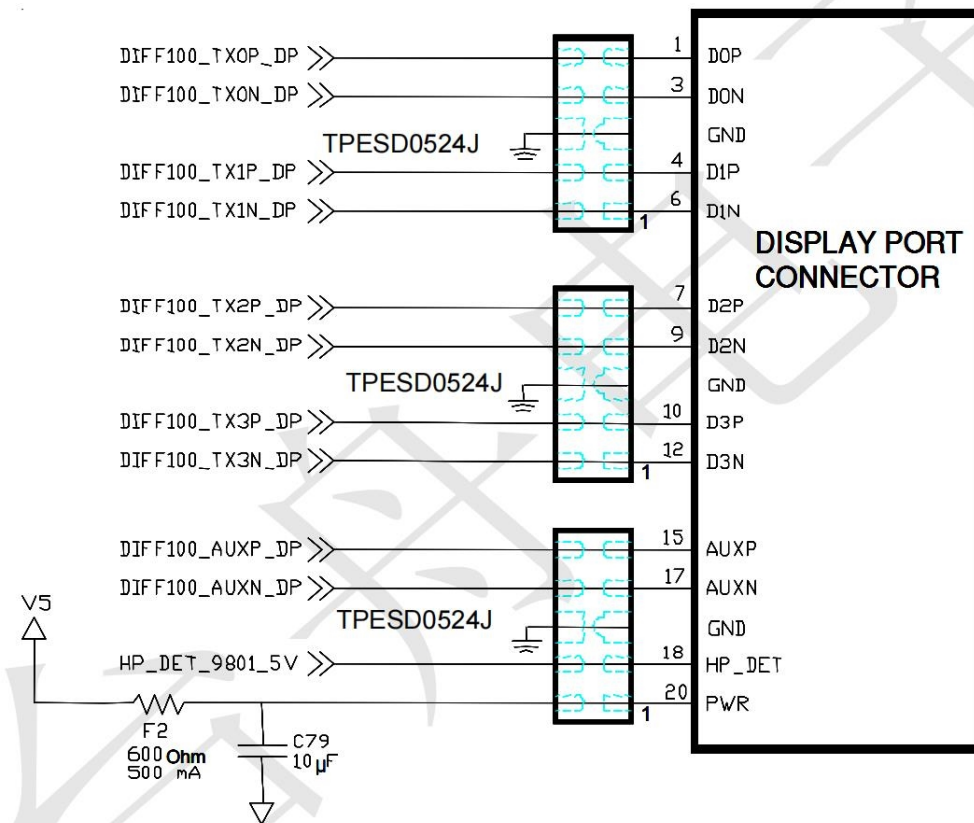 DIFF100_TX0P_DP 1 D0P
DIFF100_TX0N_DP 3 D0N
TPESD0524J GND
DIFF100_TX1P_DP 4 D1P
DIFF100_TX1N_DP 6 D1N
1
DISPLAY PORT
CONNECTOR
DIFF100_TX2P_DP 7 D2P
DIFF100_TX2N_DP 9 D2N
TPESD0524J GND
DIFF100_TX3P_DP 10 D3P
DIFF100_TX3N_DP 12 D3N
1
DIFF100_AUXP_DP 15 AUXP
DIFF100_AUXN_DP 17 AUXN
V5
TPESD0524J GND
HP_DET_9801_5V 18 HP_DET
20 PWR
1
F2
600 Ohm
500 mA
C79
10 µF